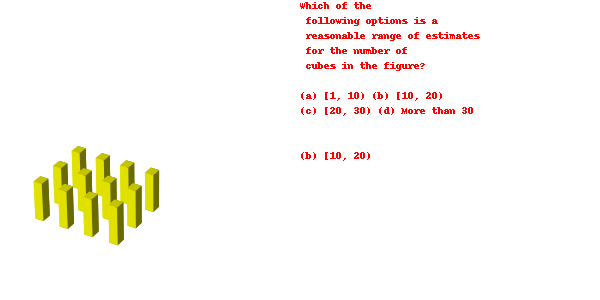 Which of the
following options is a
reasonable range of estimates
for the number of
cubes in the figure?
(a) [1, 10) (b) [10, 20)
(c) [20, 30) (d) More than 30
(b) [10, 20)